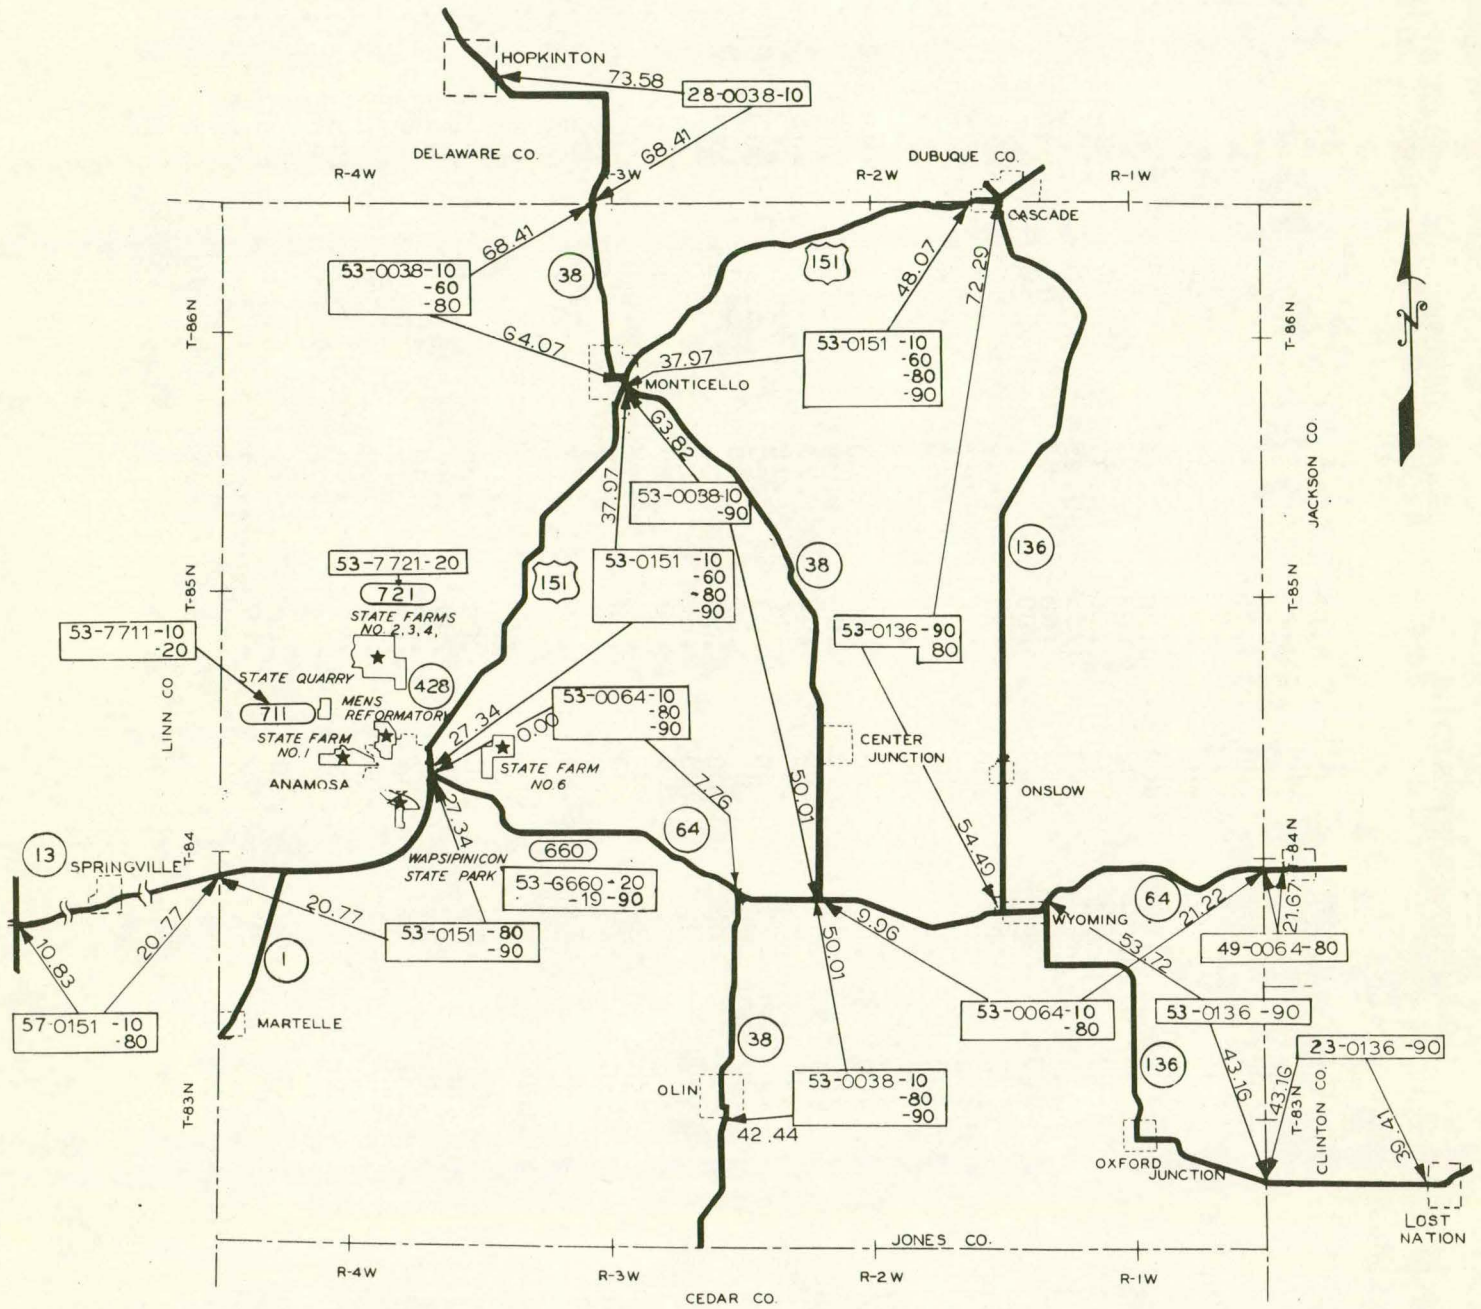 HOPKINTON
73.58
28-0038-10
68.41
DELAWARE CO.
DUBUQUE CO.
R-4W
R-3W
R-2W
R-1W
CASCADE
68.41
53-0038-10
-60
-80
38
151
48.07
72.29
T-86N
T-86N
64.07
37.97
53-0151 -10
-60
-80
-90
MONTICELLO
63.82
JACKSON CO.
37.97
53-0038-10
-90
136
38
53-7721-20
721
151
53-0151 -10
-60
-80
-90
T-85N
T-85N
STATE FARMS
NO. 2,3,4,
53-7711-10
-20
53-0136-90
80
STATE QUARRY
428
LINN CO
711
MENS
REFORMATORY
53-0064-10
-80
-90
27.34
0.00
STATE FARM
NO. 1
CENTER
JUNCTION
STATE FARM
NO. 6
ANAMOSA
7.76
50.01
ONSLOW
27.34
64
54.49
T-84
T-84N
13
SPRINGVILLE
WAPSIPINICON
STATE PARK
660
53-6660-20
-19-90
64
21.67
21.22
WYOMING
20.77
20.77
9.96
53-0151 -80
-90
10.83
50.01
53.72
49-0064-80
1
57-0151 -10
-80
MARTELLE
53-0064-10
-80
53-0136 -90
38
23-0136 -90
136
43.16
43.16
OLIN
53-0038-10
-80
-90
42.44
T-83N
T-83N
CLINTON CO.
39.41
OXFORD
JUNCTION
LOST
NATION
JONES CO.
R-4W
R-3W
R-2W
R-1W
CEDAR CO.